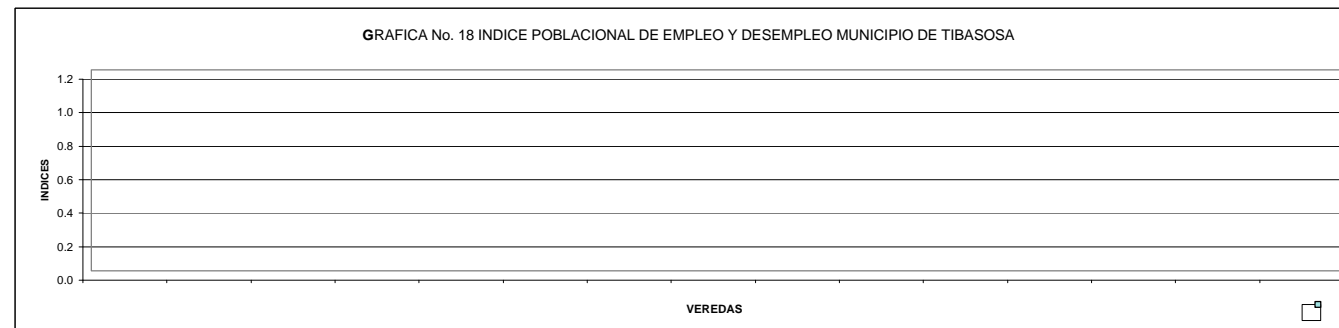 GRAFICA No. 18 INDICE POBLACIONAL DE EMPLEO Y DESEMPLEO MUNICIPIO DE TIBASOSA
1.2
1.0
0.8
0.6
0.4
0.2
0.0
INDICES
VEREDAS